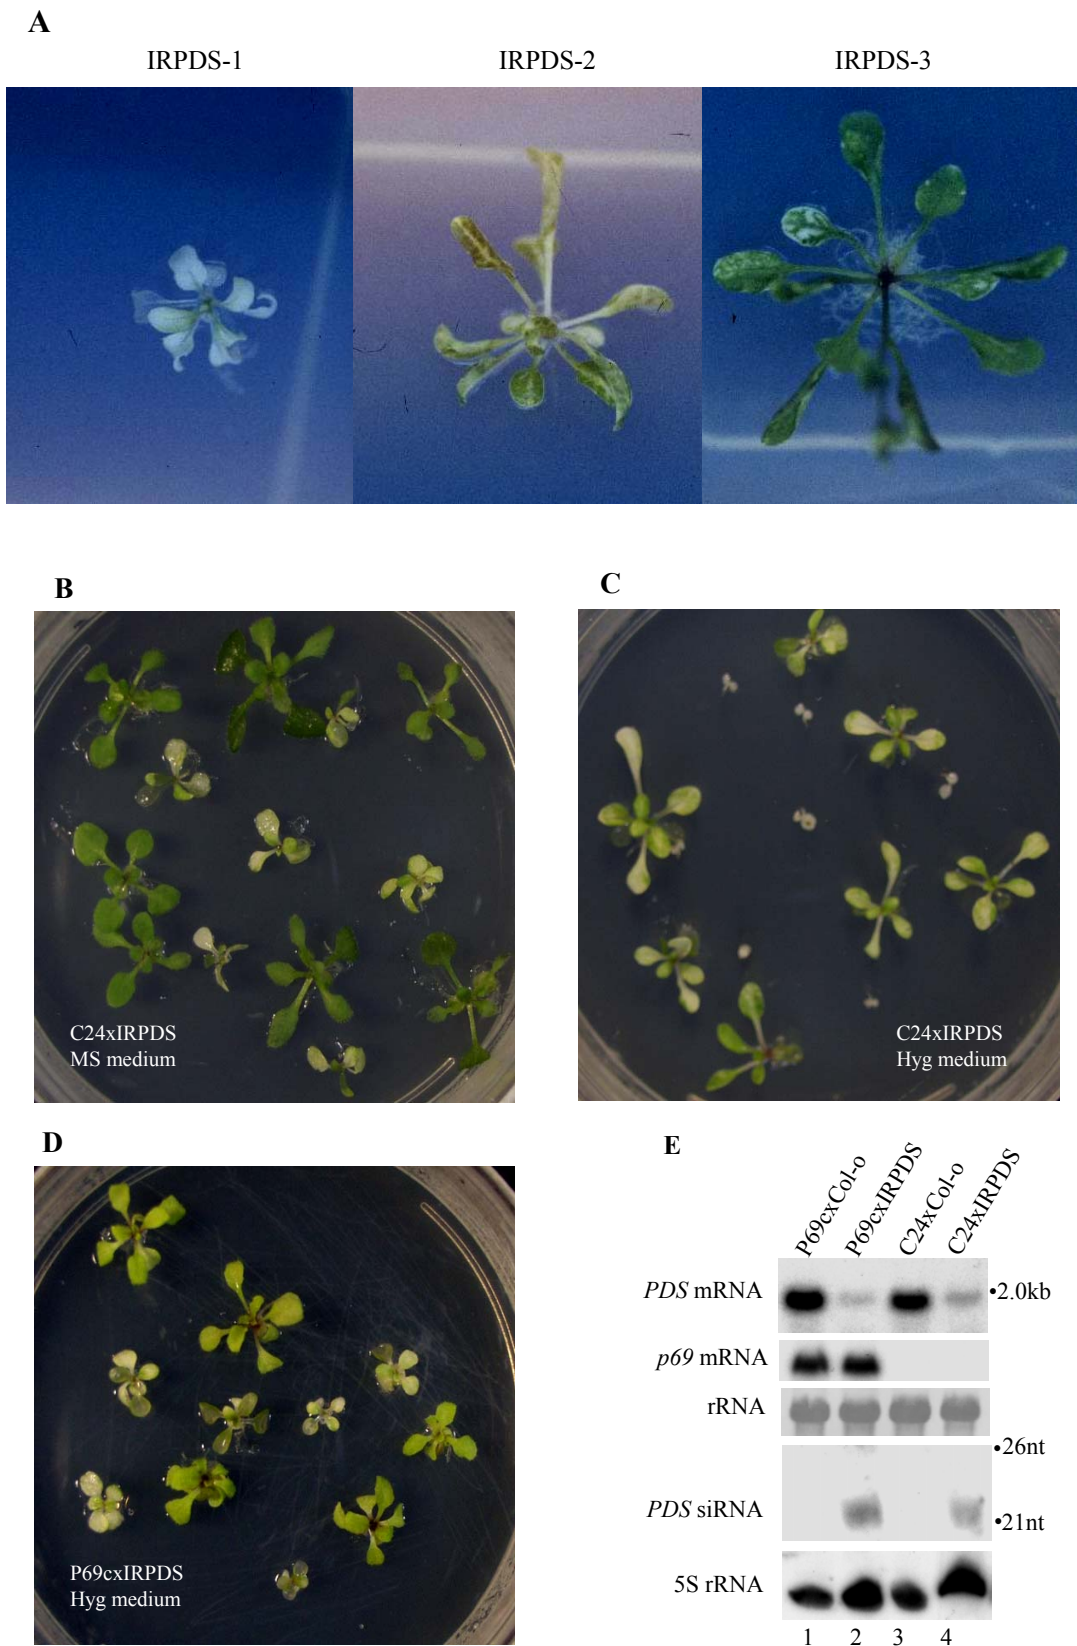 A
IRPDS-1 IRPDS-2 IRPDS-3
B
C
C24xIRPDS
MS medium
C24xIRPDS
Hyg medium
D
E
P69cxCol-o
P69cxIRPDS
C24xCol-o
C24xIRPDS
PDS mRNA
•2.0kb
p69 mRNA
rRNA
•26nt
PDS siRNA
•21nt
5S rRNA
1 2 3 4
P69cxIRPDS
Hyg medium